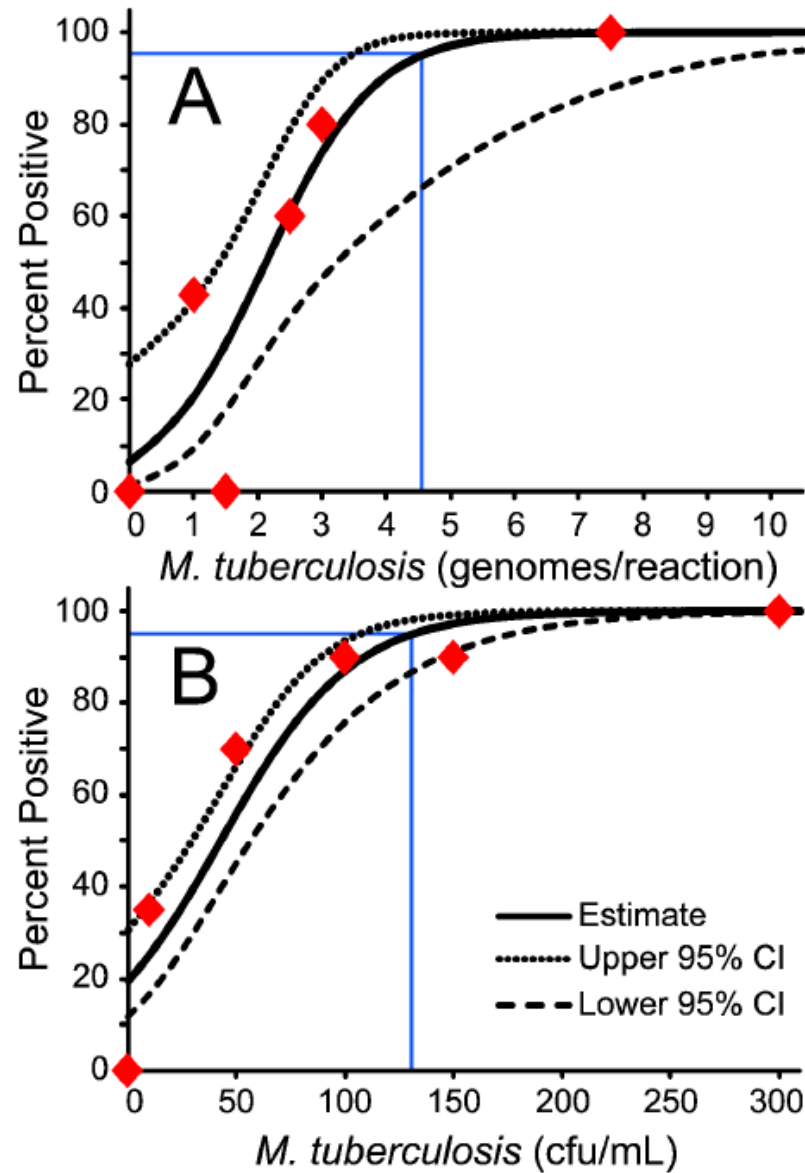 100
80
60
40
20
0
Percent Positive
A
0 1 2 3 4 5 6 7 8 9 10
M. tuberculosis (genomes/reaction)
100
80
60
40
20
0
Percent Positive
B
Estimate
Upper 95% CI
Lower 95% CI
0 50 100 150 200 250 300
M. tuberculosis (cfu/mL)